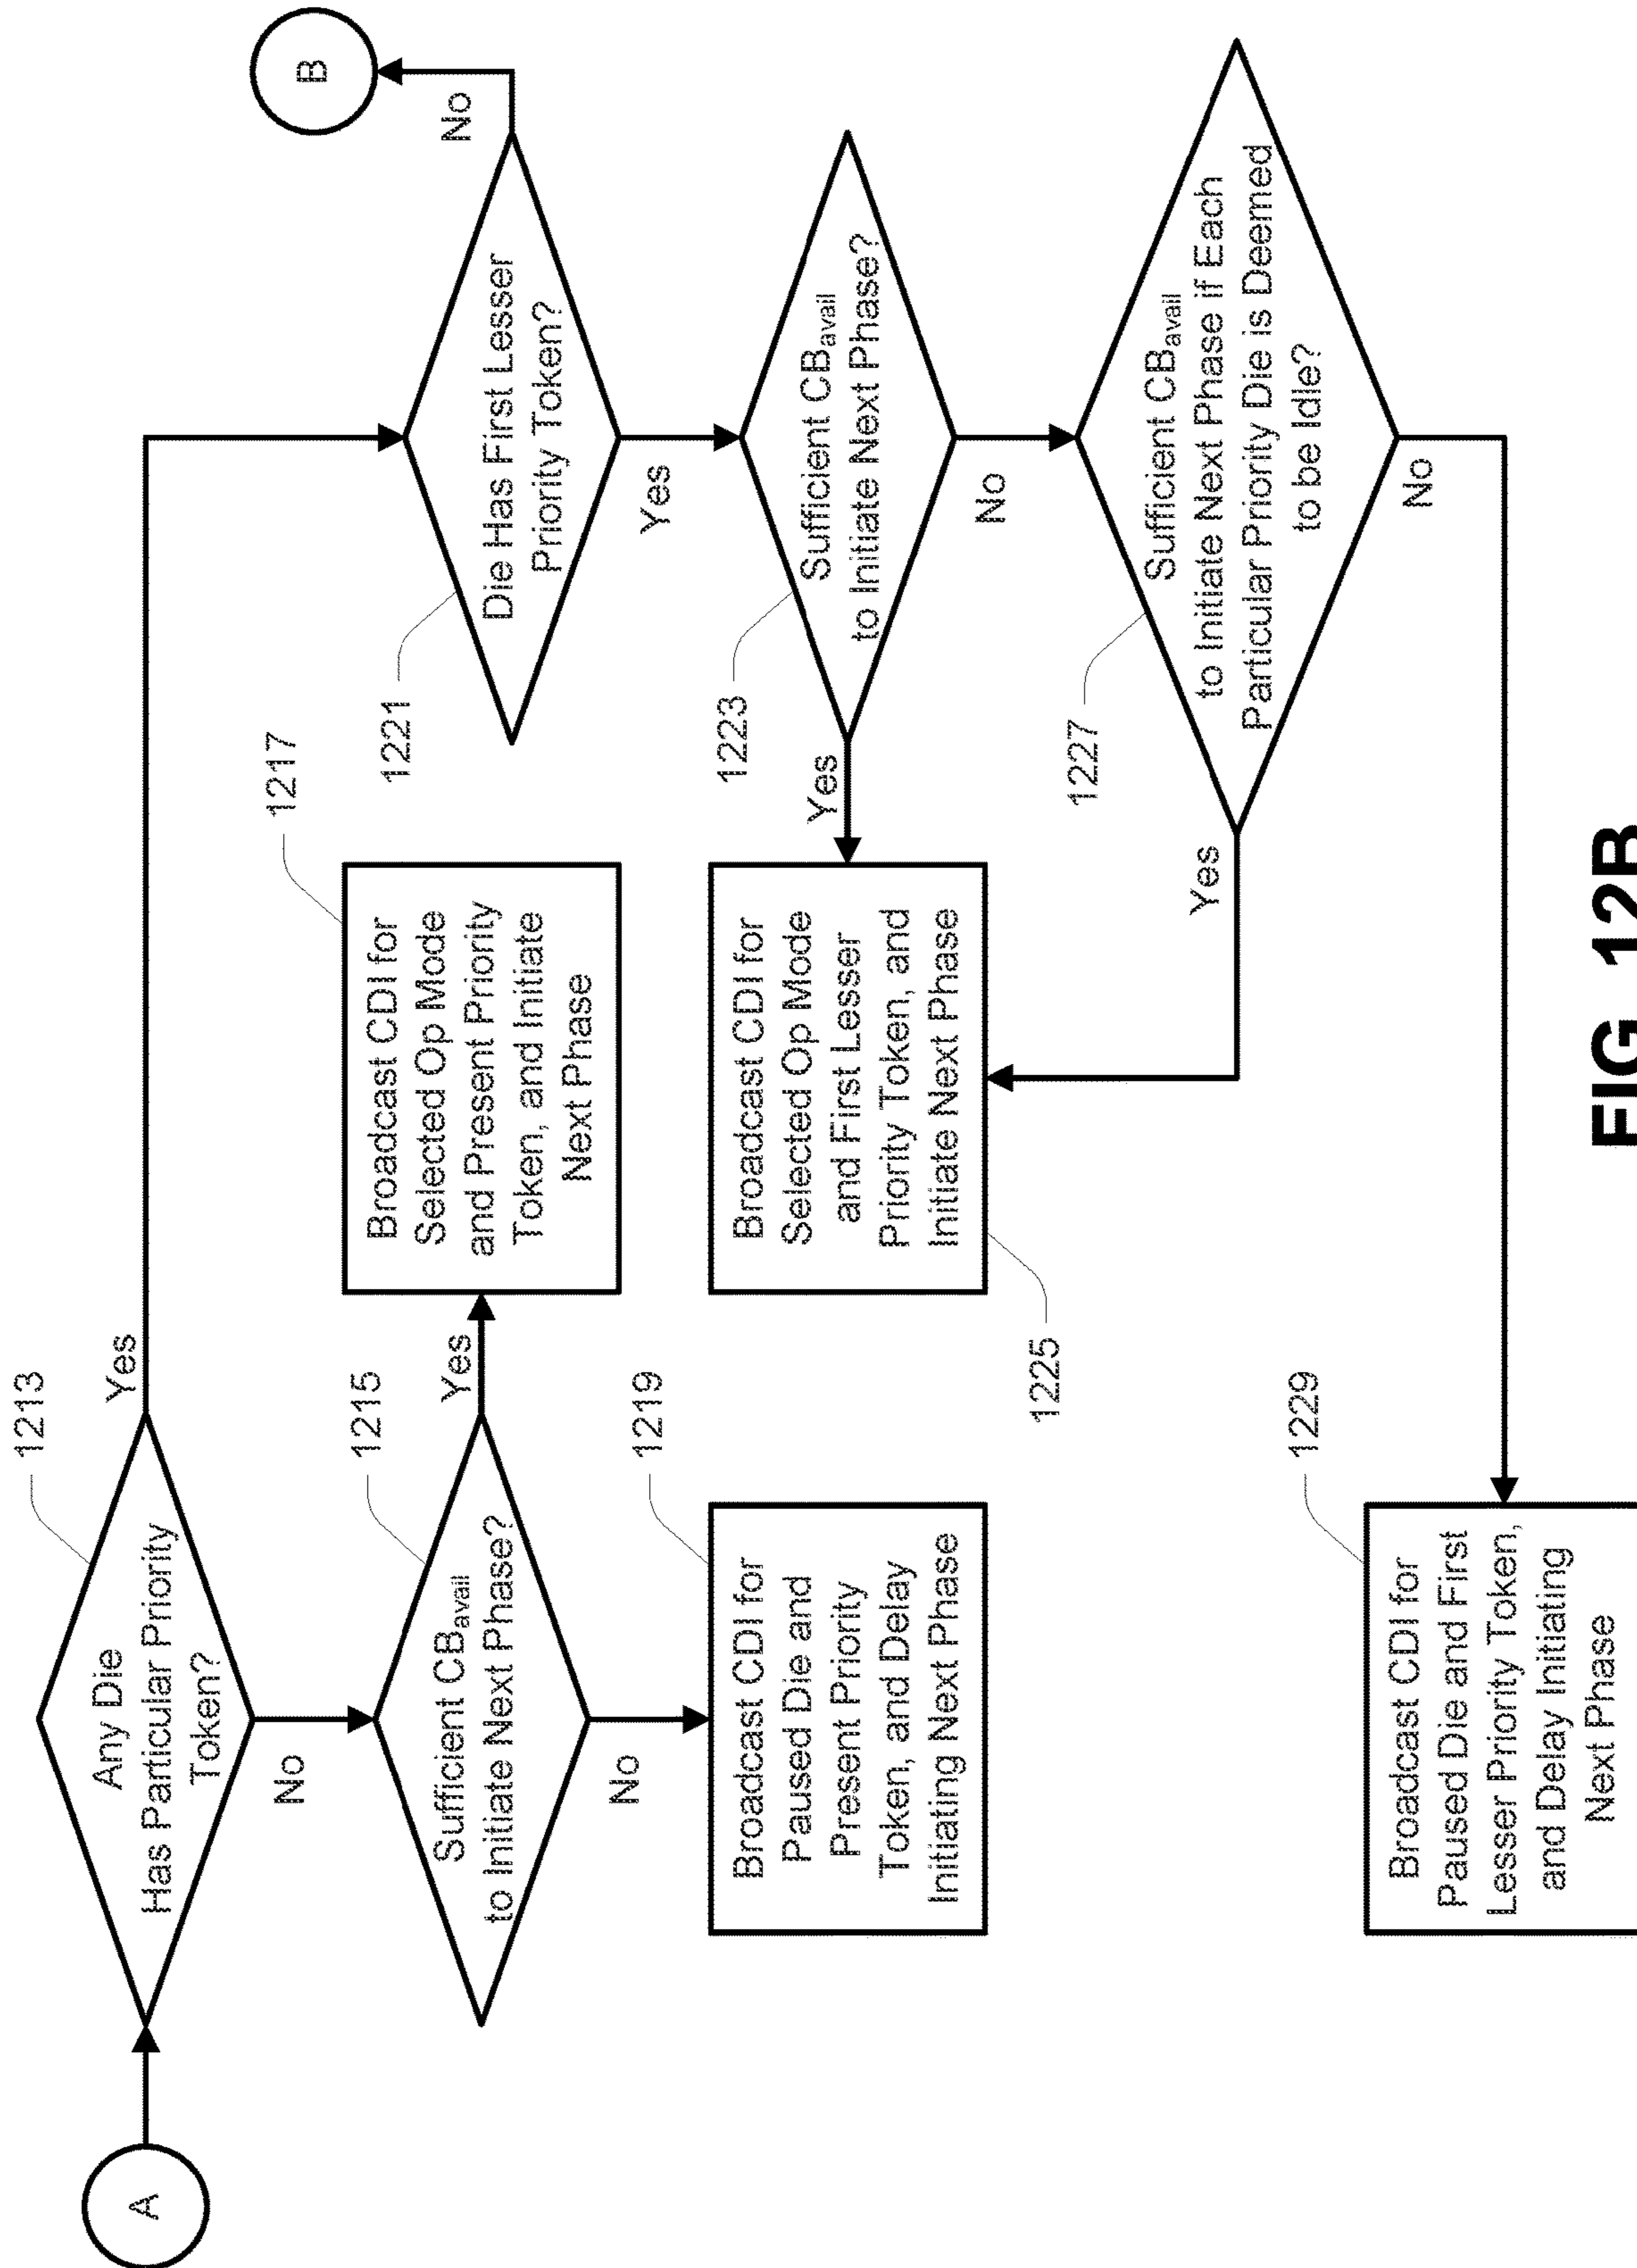 A
Any Die
Has Particular Priority
Token?
1213
Yes
No
Sufficient CBavail
to Initiate Next Phase?
1215
Yes
No
Broadcast CDI for
Selected Op Mode
and Present Priority
Token, and Initiate
Next Phase
1217
Broadcast CDI for
Paused Die and
Present Priority
Token, and Delay
Initiating Next Phase
1219
Die Has First Lesser
Priority Token?
1221
No
B
Yes
Sufficient CBavail
to Initiate Next Phase?
1223
Yes
No
Broadcast CDI for
Selected Op Mode
and First Lesser
Priority Token, and
Initiate Next Phase
1225
Sufficient CBavail
to Initiate Next Phase if Each
Particular Priority Die is Deemed
to be Idle?
1227
Yes
No
Broadcast CDI for
Paused Die and First
Lesser Priority Token,
and Delay Initiating
Next Phase
1229
FIG 12B